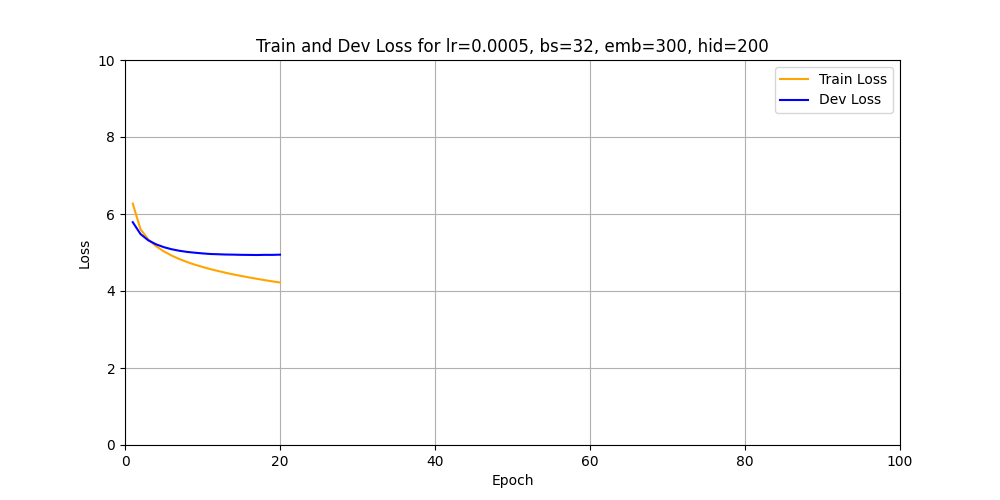 Train and Dev Loss for lr=0.0005, bs=32, emb=300, hid=200
Train Loss
Dev Loss
10
8
6
4
2
0
Loss
0 20 40 60 80 100
Epoch